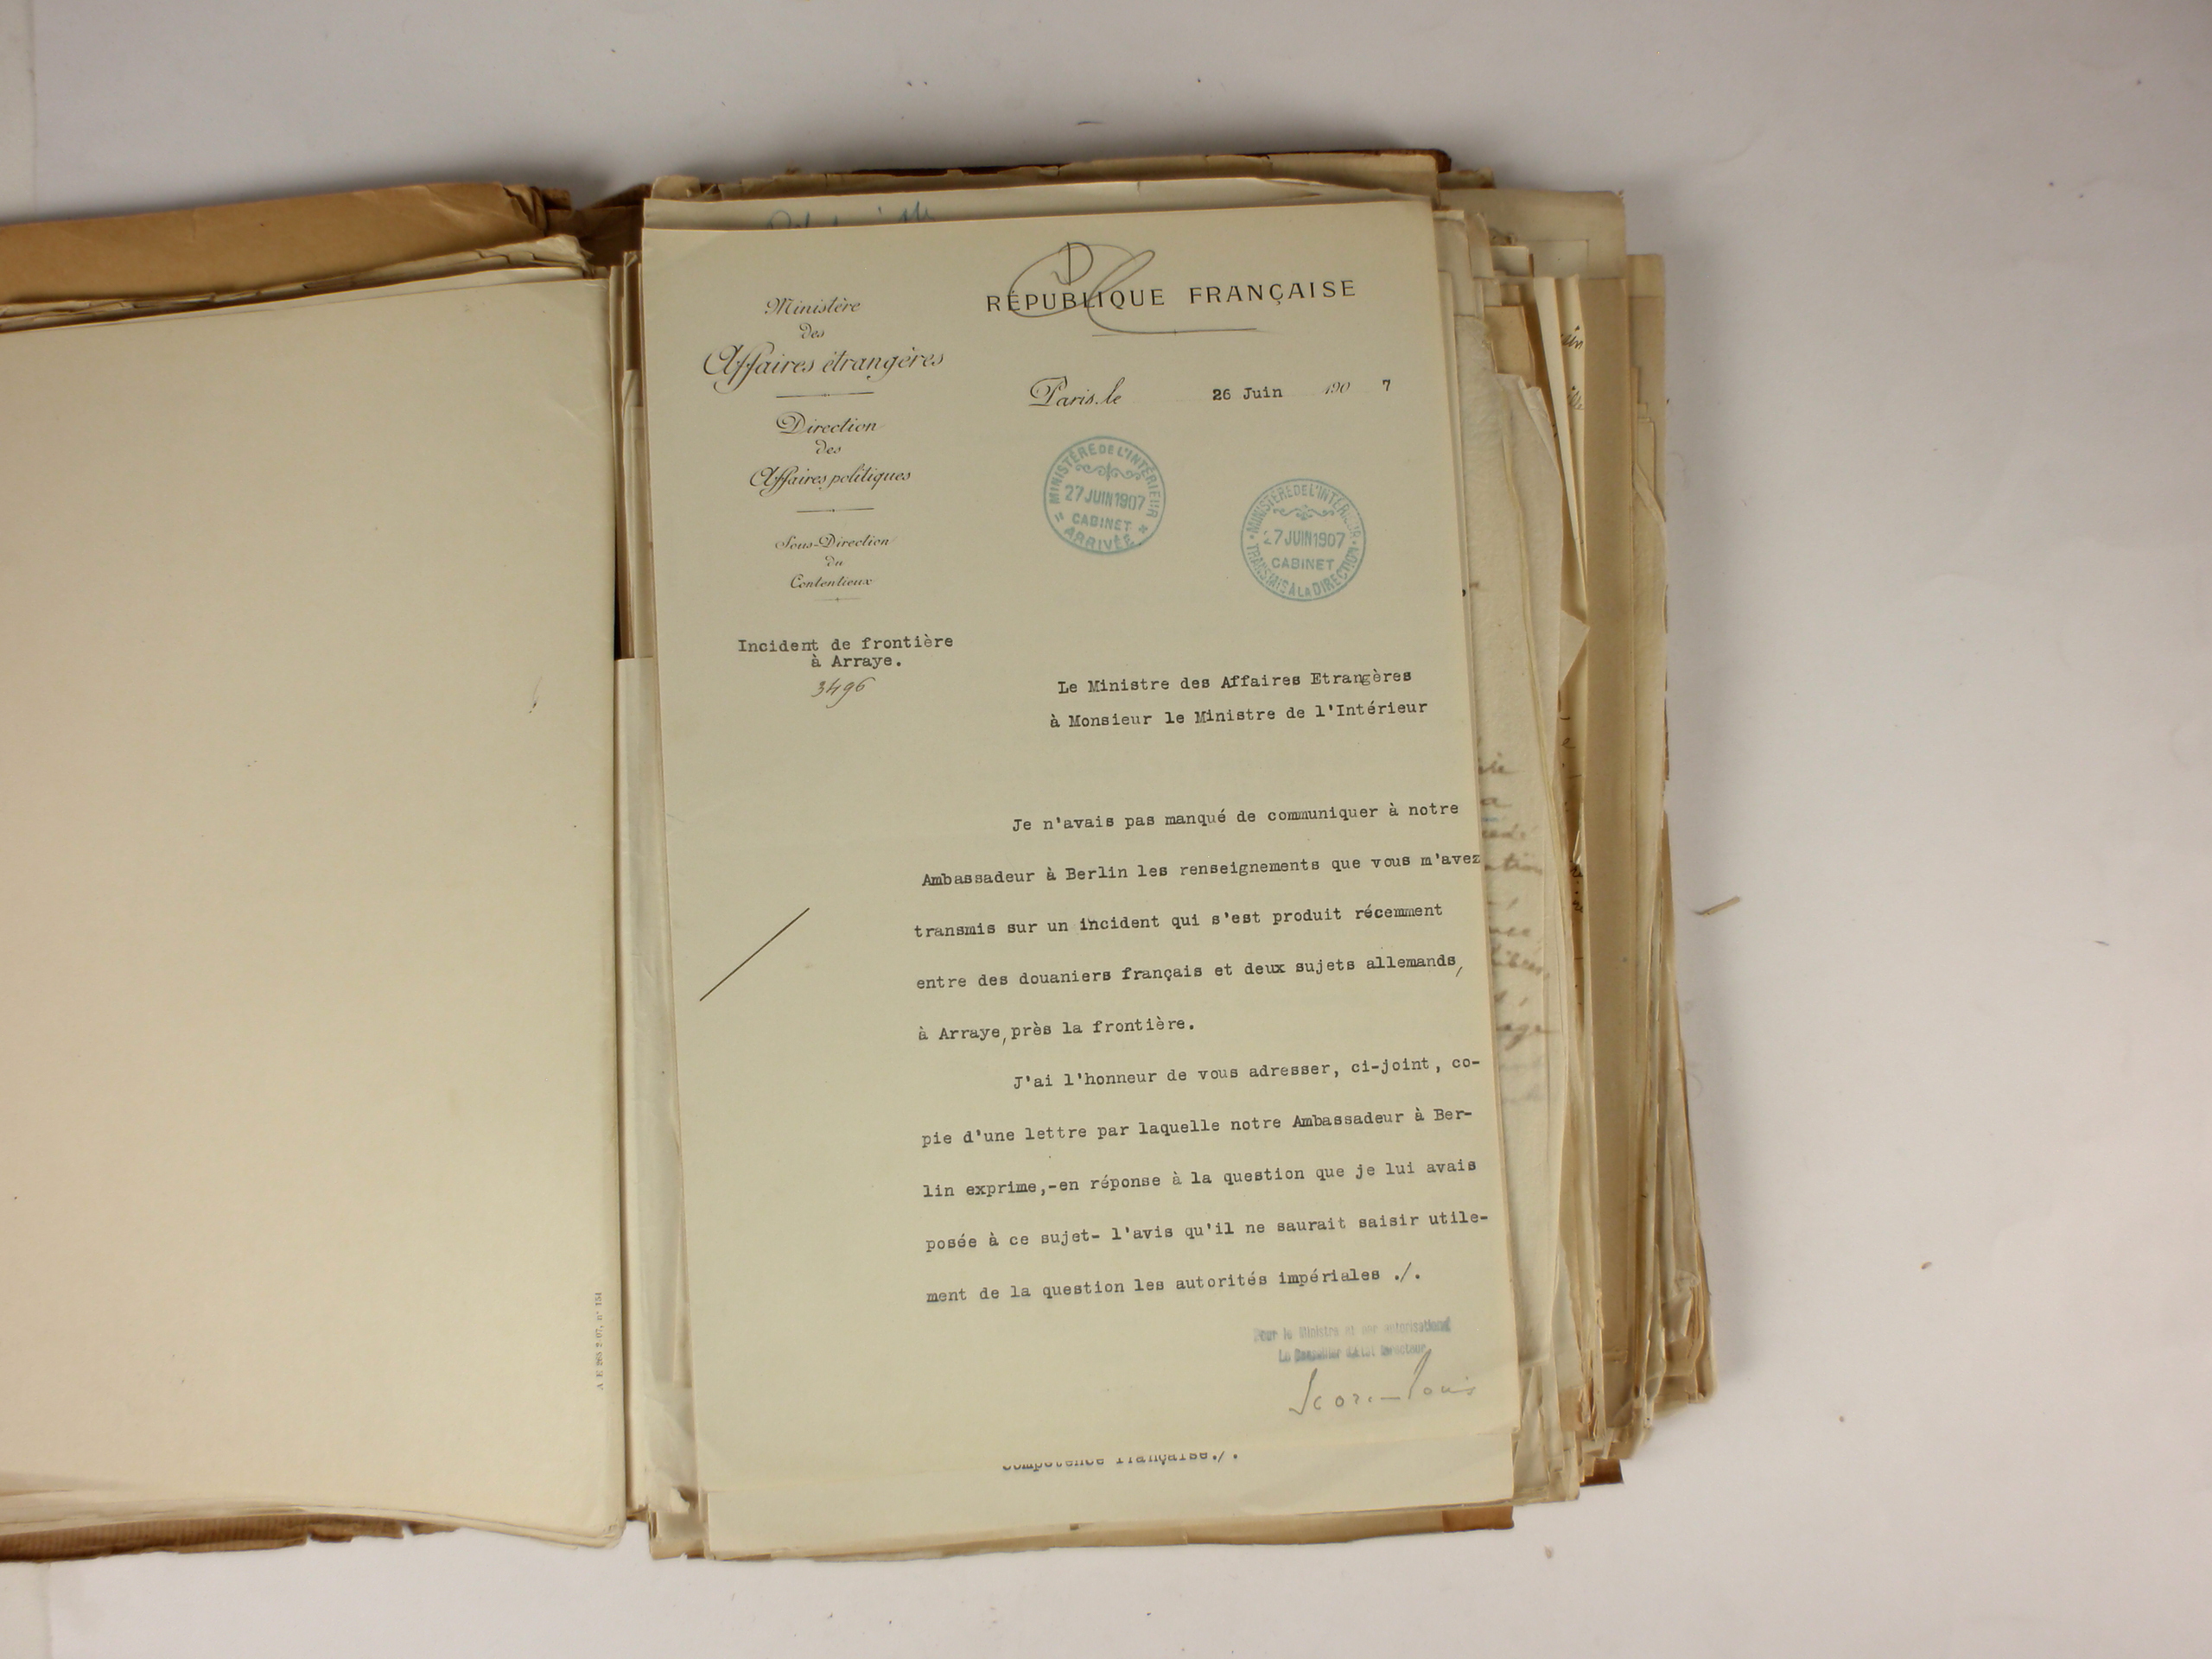 RÉPUBLIQUE FRANÇAISE
Ministère
des
Affaires étrangères
Direction
des
Affaires politiques
Sous-Direction
du
Contentieux
Paris, le 26 Juin 1907
MINISTÈRE DE L'INTÉRIEUR
27 JUIN 1907
CABINET
ARRIVÉE
MINISTÈRE DE L'INTÉRIEUR
27 JUIN 1907
CABINET
TRANSMIS A LA DIRECTION
Incident de frontière
à Arraye.
3496
Le Ministre des Affaires Etrangères
à Monsieur le Ministre de l'Intérieur
Je n'avais pas manqué de communiquer à notre
Ambassadeur à Berlin les renseignements que vous m'avez
transmis sur un incident qui s'est produit récemment
entre des douaniers français et deux sujets allemands,
à Arraye, près la frontière.
J'ai l'honneur de vous adresser, ci-joint, co-
pie d'une lettre par laquelle notre Ambassadeur à Ber-
lin exprime,-en réponse à la question que je lui avais
posée à ce sujet- l'avis qu'il ne saurait saisir utile-
ment de la question les autorités impériales ./.
Pour le Ministre et par autorisation
Le Conseiller d'Etat Directeur
compétence française./.